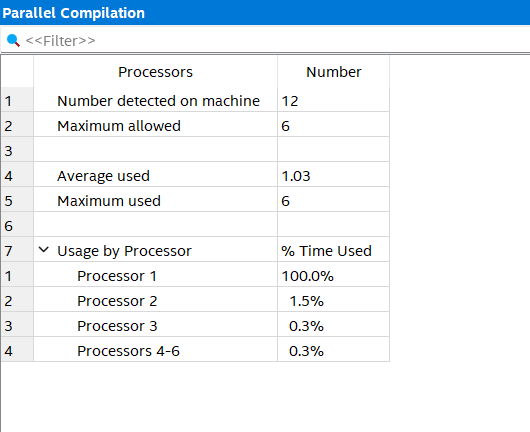 Parallel Compilation
<<Filter>>
Processors Number
1 Number detected on machine 12
2 Maximum allowed 6
3
4 Average used 1.03
5 Maximum used 6
6
7 Usage by Processor % Time Used
1 Processor 1 100.0%
2 Processor 2 1.5%
3 Processor 3 0.3%
4 Processors 4-6 0.3%